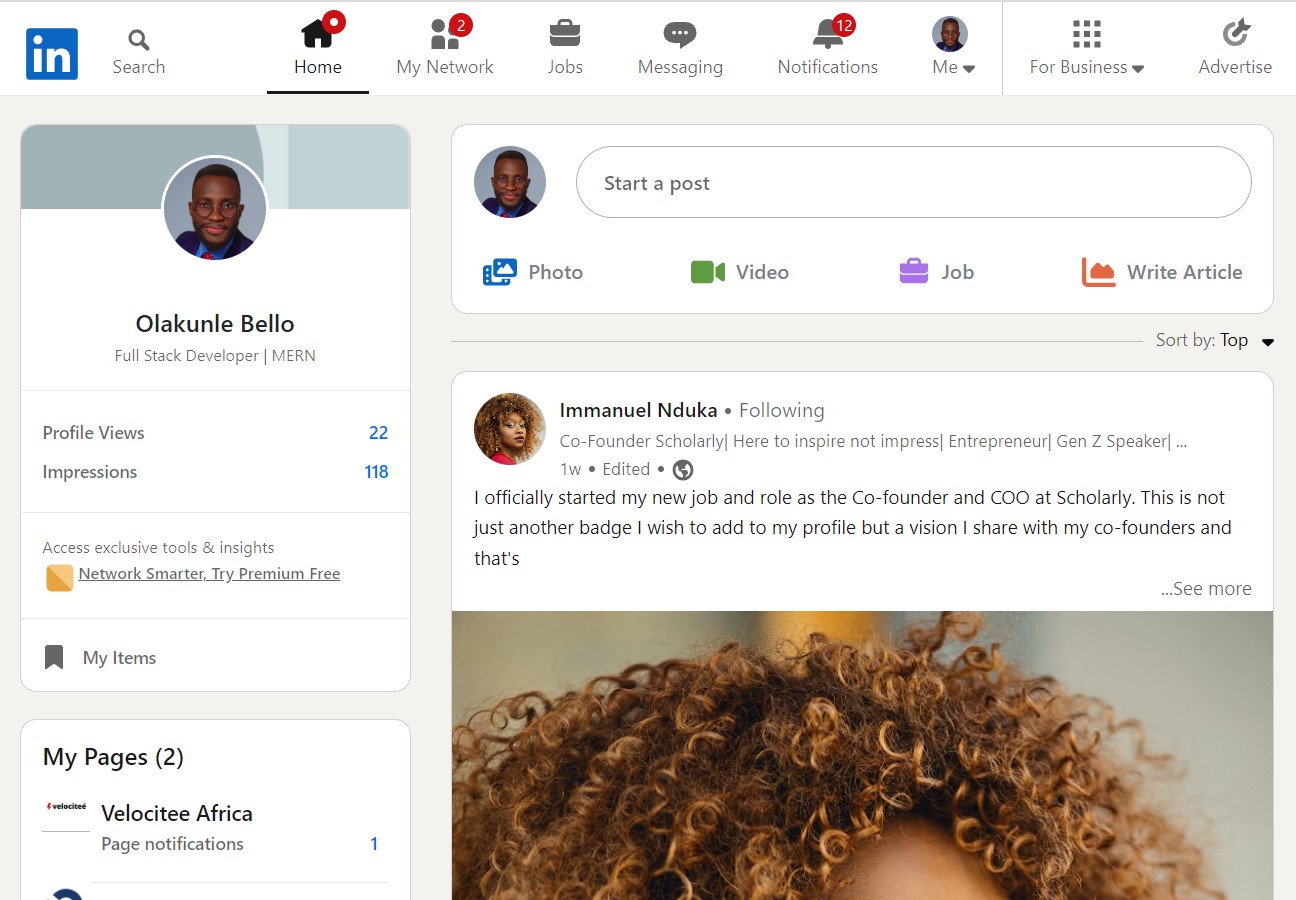 in
2
12
Search
Home
My Network
Jobs
Messaging
Notifications
Me
For Business
Advertise
Olakunle Bello
Full Stack Developer | MERN
Profile Views 22
Impressions 118
Access exclusive tools & insights
Network Smarter, Try Premium Free
My Items
My Pages (2)
velociteé
Velocitee Africa
Page notifications 1
Start a post
Photo
Video
Job
Write Article
Sort by: Top
Immanuel Nduka • Following
Co-Founder Scholarly| Here to inspire not impress| Entrepreneur| Gen Z Speaker| ...
1w • Edited •
I officially started my new job and role as the Co-founder and COO at Scholarly. This is not
just another badge I wish to add to my profile but a vision I share with my co-founders and
that's
...See more